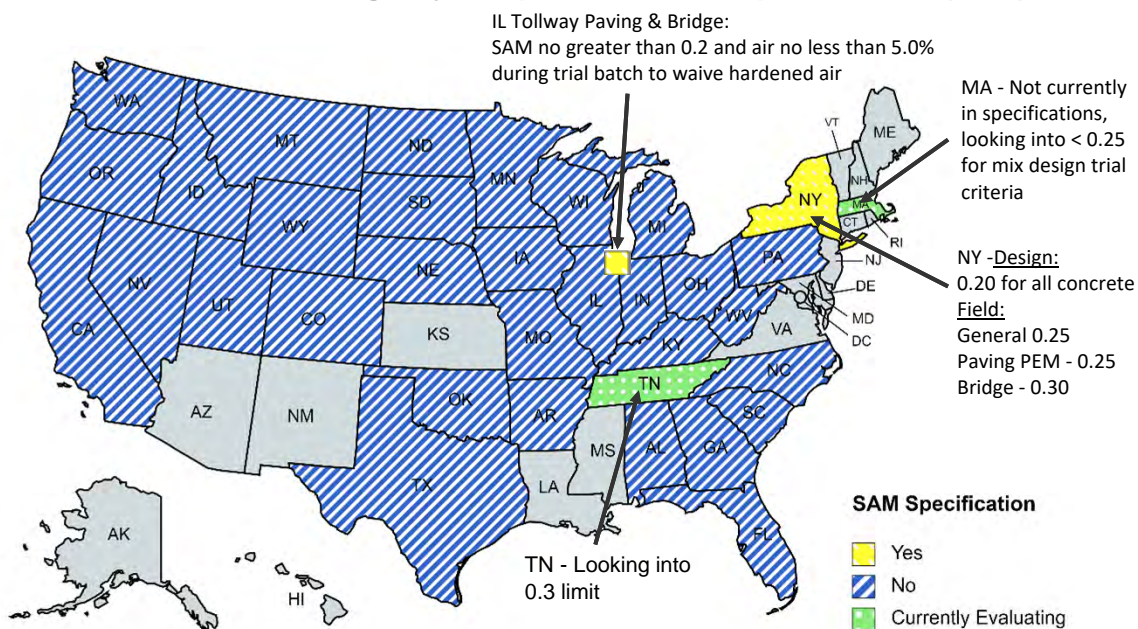 IL Tollway Paving & Bridge:
SAM no greater than 0.2 and air no less than 5.0%
during trial batch to waive hardened air
MA - Not currently
in specifications,
looking into < 0.25
for mix design trial
criteria
NY -Design:
0.20 for all concrete
Field:
General 0.25
Paving PEM - 0.25
Bridge - 0.30
TN - Looking into
0.3 limit
WA
MT
ND
MN
VT
ME
OR
ID
SD
WI
MI
NY
NH
MA
CT
RI
WY
NE
IA
PA
NJ
NV
UT
CO
IL
IN
OH
DE
MD
DC
CA
KS
MO
KY
WV
VA
AZ
NM
OK
AR
TN
NC
SC
TX
LA
MS
AL
GA
FL
AK
HI
SAM Specification
Yes
No
Currently Evaluating